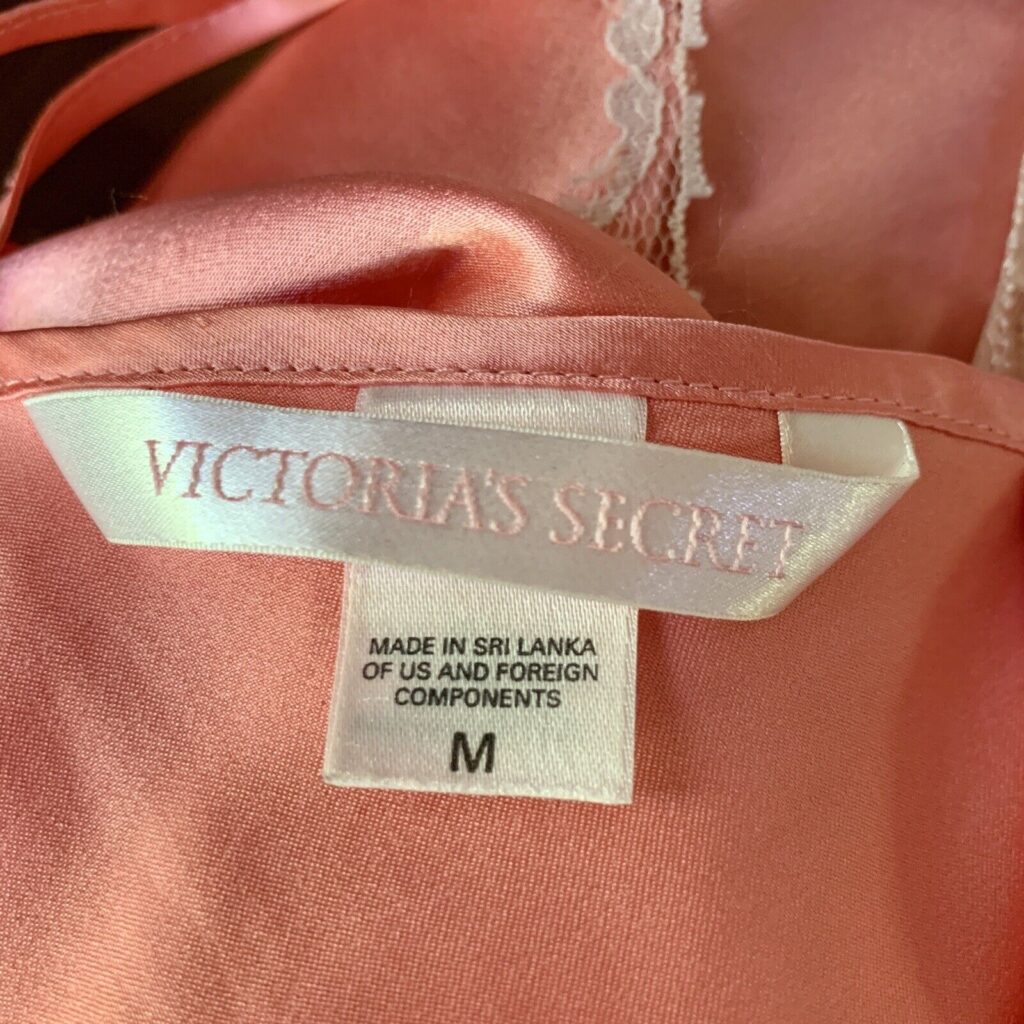 VICTORIA'S SECRET
MADE IN SRI LANKA
OF US AND FOREIGN
COMPONENTS
M